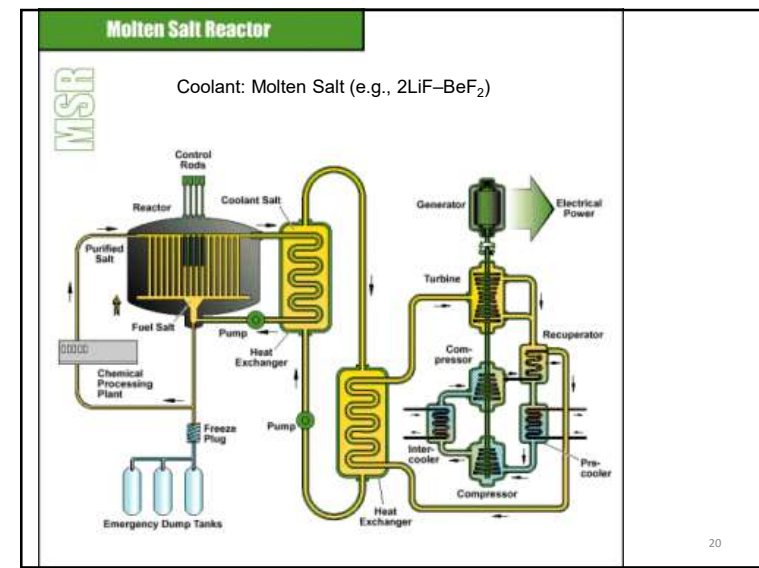 Molten Salt Reactor
MSR
Coolant: Molten Salt (e.g., 2LiF–BeF₂)
Control
Rods
Reactor
Coolant Salt
Generator
Electrical
Power
Purified
Salt
Turbine
Fuel Salt
Pump
Heat
Exchanger
Recuperator
Com-
pressor
Chemical
Processing
Plant
Freeze
Plug
Pump
Inter-
cooler
Pre-
cooler
Compressor
Heat
Exchanger
Emergency Dump Tanks
20